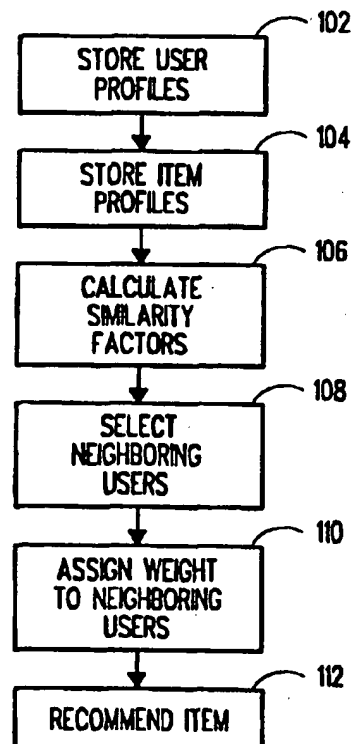 102
STORE USER
PROFILES
104
STORE ITEM
PROFILES
106
CALCULATE
SIMILARITY
FACTORS
108
SELECT
NEIGHBORING
USERS
110
ASSIGN WEIGHT
TO NEIGHBORING
USERS
112
RECOMMEND ITEM